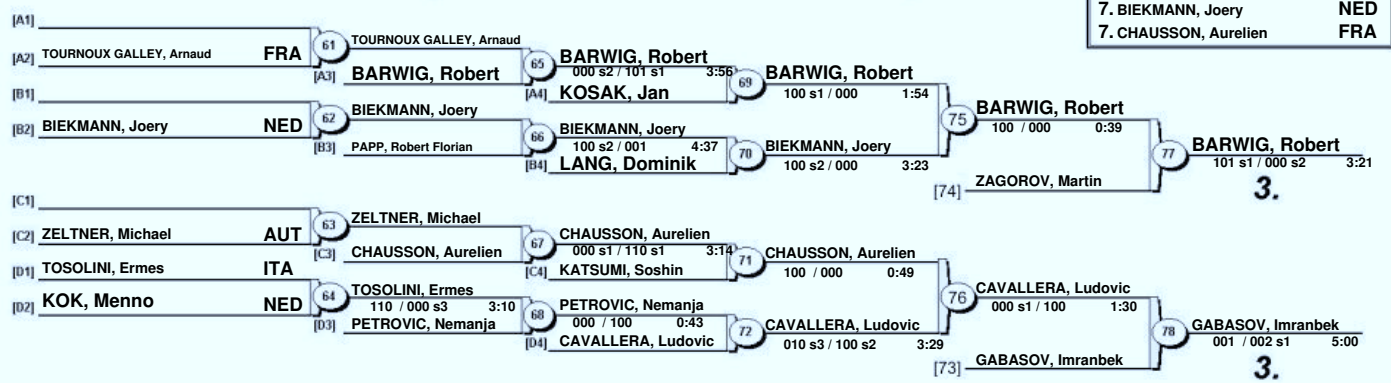 7. BIEKMANN, Joery NED
7. CHAUSSON, Aurelien FRA
[A1]
[A2] TOURNOUX GALLEY, Arnaud FRA
61
TOURNOUX GALLEY, Arnaud
[A3] BARWIG, Robert
65
BARWIG, Robert
000 s2 / 101 s1 3:56
[A4] KOSAK, Jan
69
BARWIG, Robert
100 s1 / 000 1:54
[B1]
[B2] BIEKMANN, Joery NED
62
BIEKMANN, Joery
[B3] PAPP, Robert Florian
66
BIEKMANN, Joery
100 s2 / 001 4:37
[B4] LANG, Dominik
70
BIEKMANN, Joery
100 s2 / 000 3:23
75
BARWIG, Robert
100 / 000 0:39
[74] ZAGOROV, Martin
77
BARWIG, Robert
101 s1 / 000 s2 3:21
3.
[C1]
[C2] ZELTNER, Michael AUT
63
ZELTNER, Michael
[C3] CHAUSSON, Aurelien
67
CHAUSSON, Aurelien
000 s1 / 110 s1 3:14
[C4] KATSUMI, Soshin
71
CHAUSSON, Aurelien
100 / 000 0:49
[D1] TOSOLINI, Ermes ITA
[D2] KOK, Menno NED
64
TOSOLINI, Ermes
110 / 000 s3 3:10
[D3] PETROVIC, Nemanja
68
PETROVIC, Nemanja
000 / 100 0:43
[D4] CAVALLERA, Ludovic
72
CAVALLERA, Ludovic
010 s3 / 100 s2 3:29
76
CAVALLERA, Ludovic
000 s1 / 100 1:30
[73] GABASOV, Imranbek
78
GABASOV, Imranbek
001 / 002 s1 5:00
3.